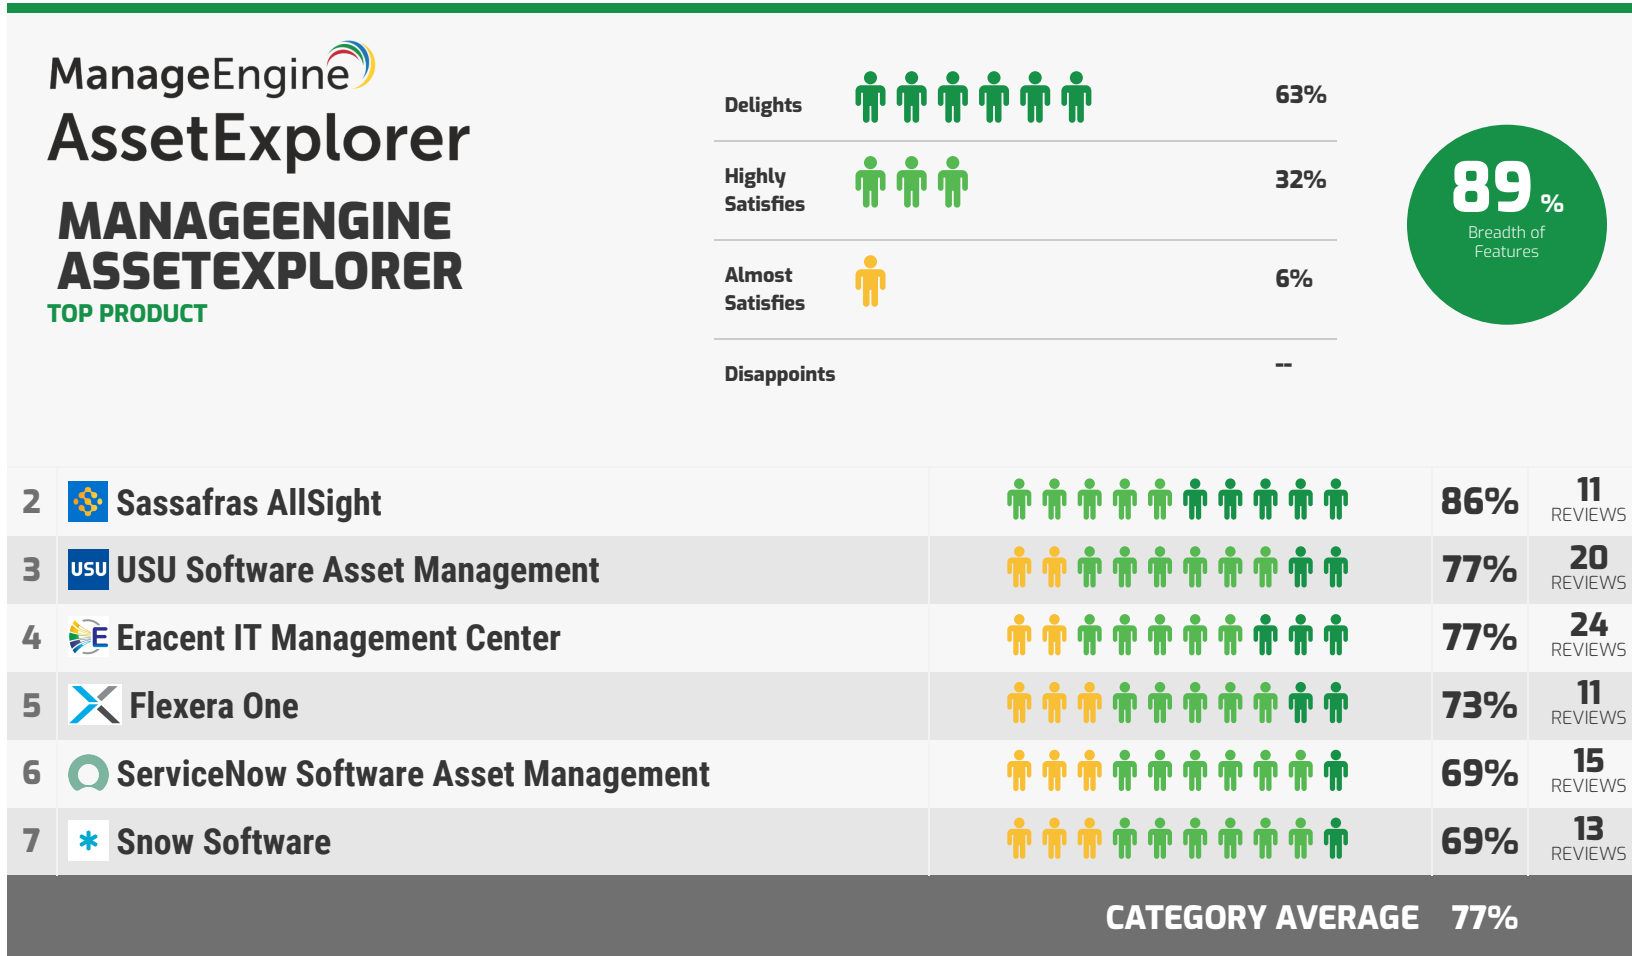 ManageEngine
AssetExplorer
MANAGEENGINE
ASSETEXPLORER
TOP PRODUCT
Delights 63%
Highly
Satisfies 32%
Almost
Satisfies 6%
Disappoints --
89 %
Breadth of
Features
2 Sassafras AllSight 86% 11
REVIEWS
3 USU USU Software Asset Management 77% 20
REVIEWS
4 E Eracent IT Management Center 77% 24
REVIEWS
5 Flexera One 73% 11
REVIEWS
6 ServiceNow Software Asset Management 69% 15
REVIEWS
7 Snow Software 69% 13
REVIEWS
CATEGORY AVERAGE 77%